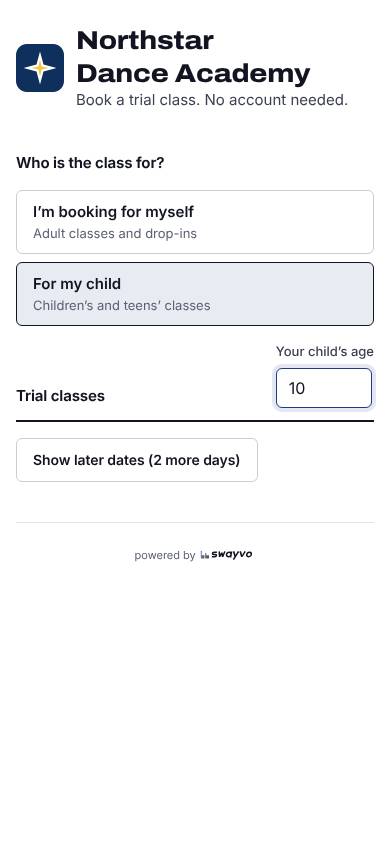 Northstar
Dance Academy
Book a trial class. No account needed.
Who is the class for?
I’m booking for myself
Adult classes and drop-ins
For my child
Children’s and teens’ classes
Your child’s age
10
Trial classes
Show later dates (2 more days)
powered by swayvo